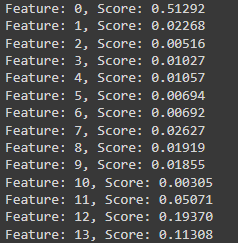 Feature: 0, Score: 0.51292
Feature: 1, Score: 0.02268
Feature: 2, Score: 0.00516
Feature: 3, Score: 0.01027
Feature: 4, Score: 0.01057
Feature: 5, Score: 0.00694
Feature: 6, Score: 0.00692
Feature: 7, Score: 0.02627
Feature: 8, Score: 0.01919
Feature: 9, Score: 0.01855
Feature: 10, Score: 0.00305
Feature: 11, Score: 0.05071
Feature: 12, Score: 0.19370
Feature: 13, Score: 0.11308